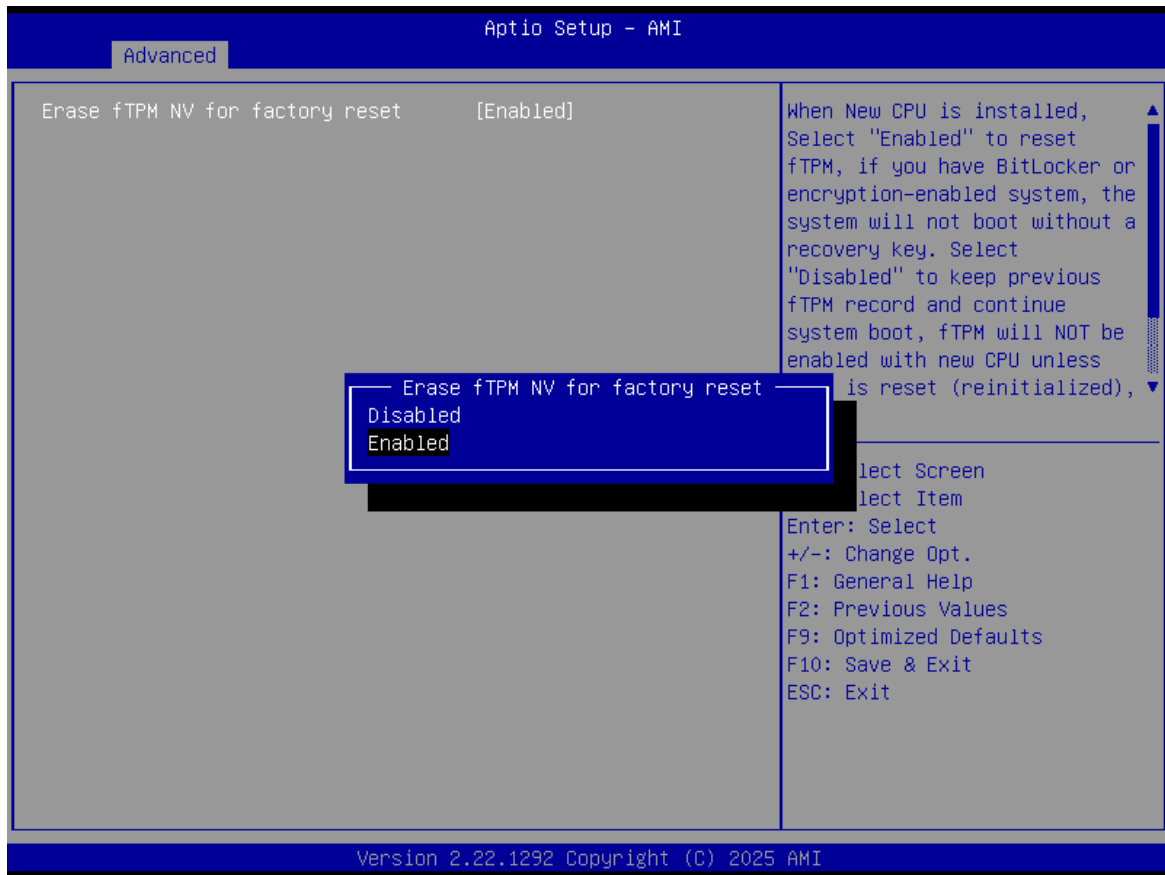 Aptio Setup – AMI
Advanced
Erase fTPM NV for factory reset [Enabled]
When New CPU is installed,
Select "Enabled" to reset
fTPM, if you have BitLocker or
encryption-enabled system, the
system will not boot without a
recovery key. Select
"Disabled" to keep previous
fTPM record and continue
system boot, fTPM will NOT be
enabled with new CPU unless
is reset (reinitialized),
Erase fTPM NV for factory reset
Disabled
Enabled
lect Screen
lect Item
Enter: Select
+/-: Change Opt.
F1: General Help
F2: Previous Values
F9: Optimized Defaults
F10: Save & Exit
ESC: Exit
Version 2.22.1292 Copyright (C) 2025 AMI